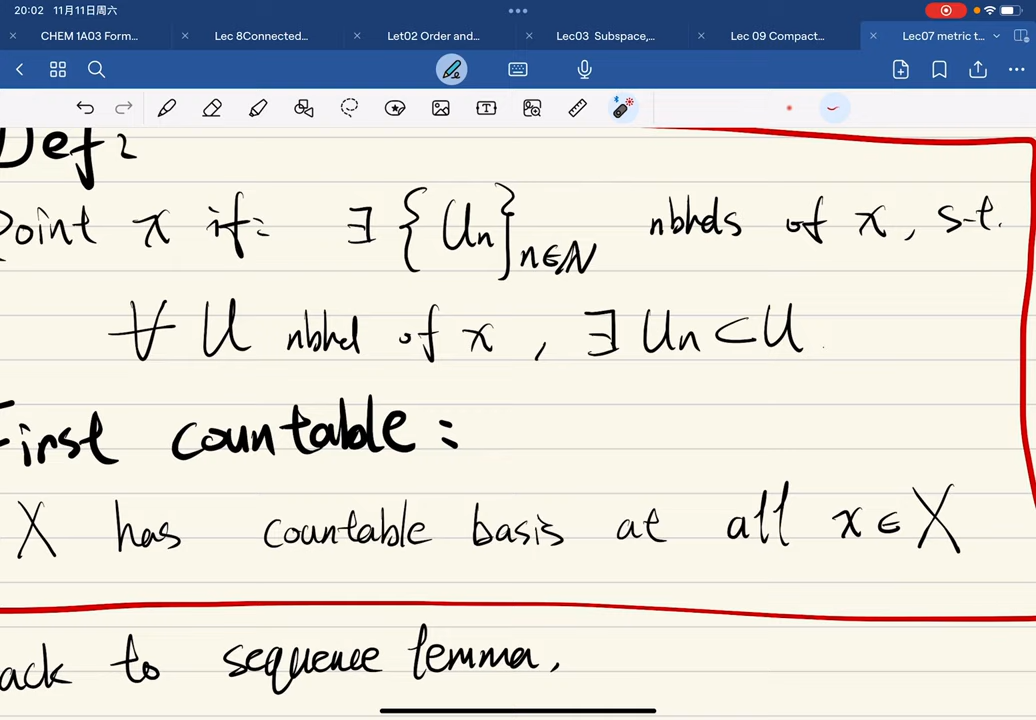 20:02 11月11日周六
CHEM 1A03 Form... Lec 8Connected... Let02 Order and... Lec03 Subspace,... Lec 09 Compact... Lec07 metric t...
Def:
Point x if: ∃ {Un}n∈N nbhds of x, s.t.
∀ U nbhd of x, ∃ Un ⊂ U
First countable:
X has countable basis at all x ∈ X
ack to sequence lemma,